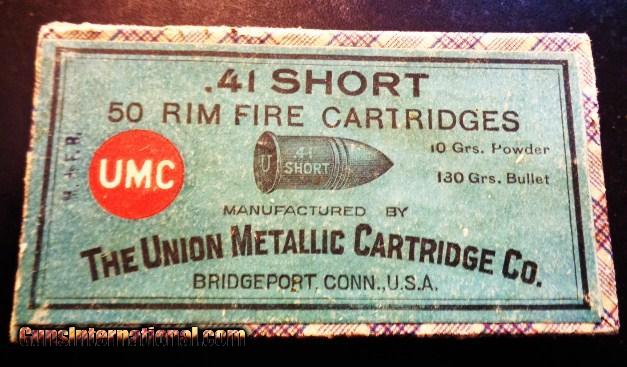 .41 SHORT
50 RIM FIRE CARTRIDGES
U.M.C
U .41 SHORT
10 Grs. Powder
130 Grs. Bullet
MANUFACTURED BY
THE UNION METALLIC CARTRIDGE CO.
BRIDGEPORT, CONN., U.S.A.
GunsInternational.com